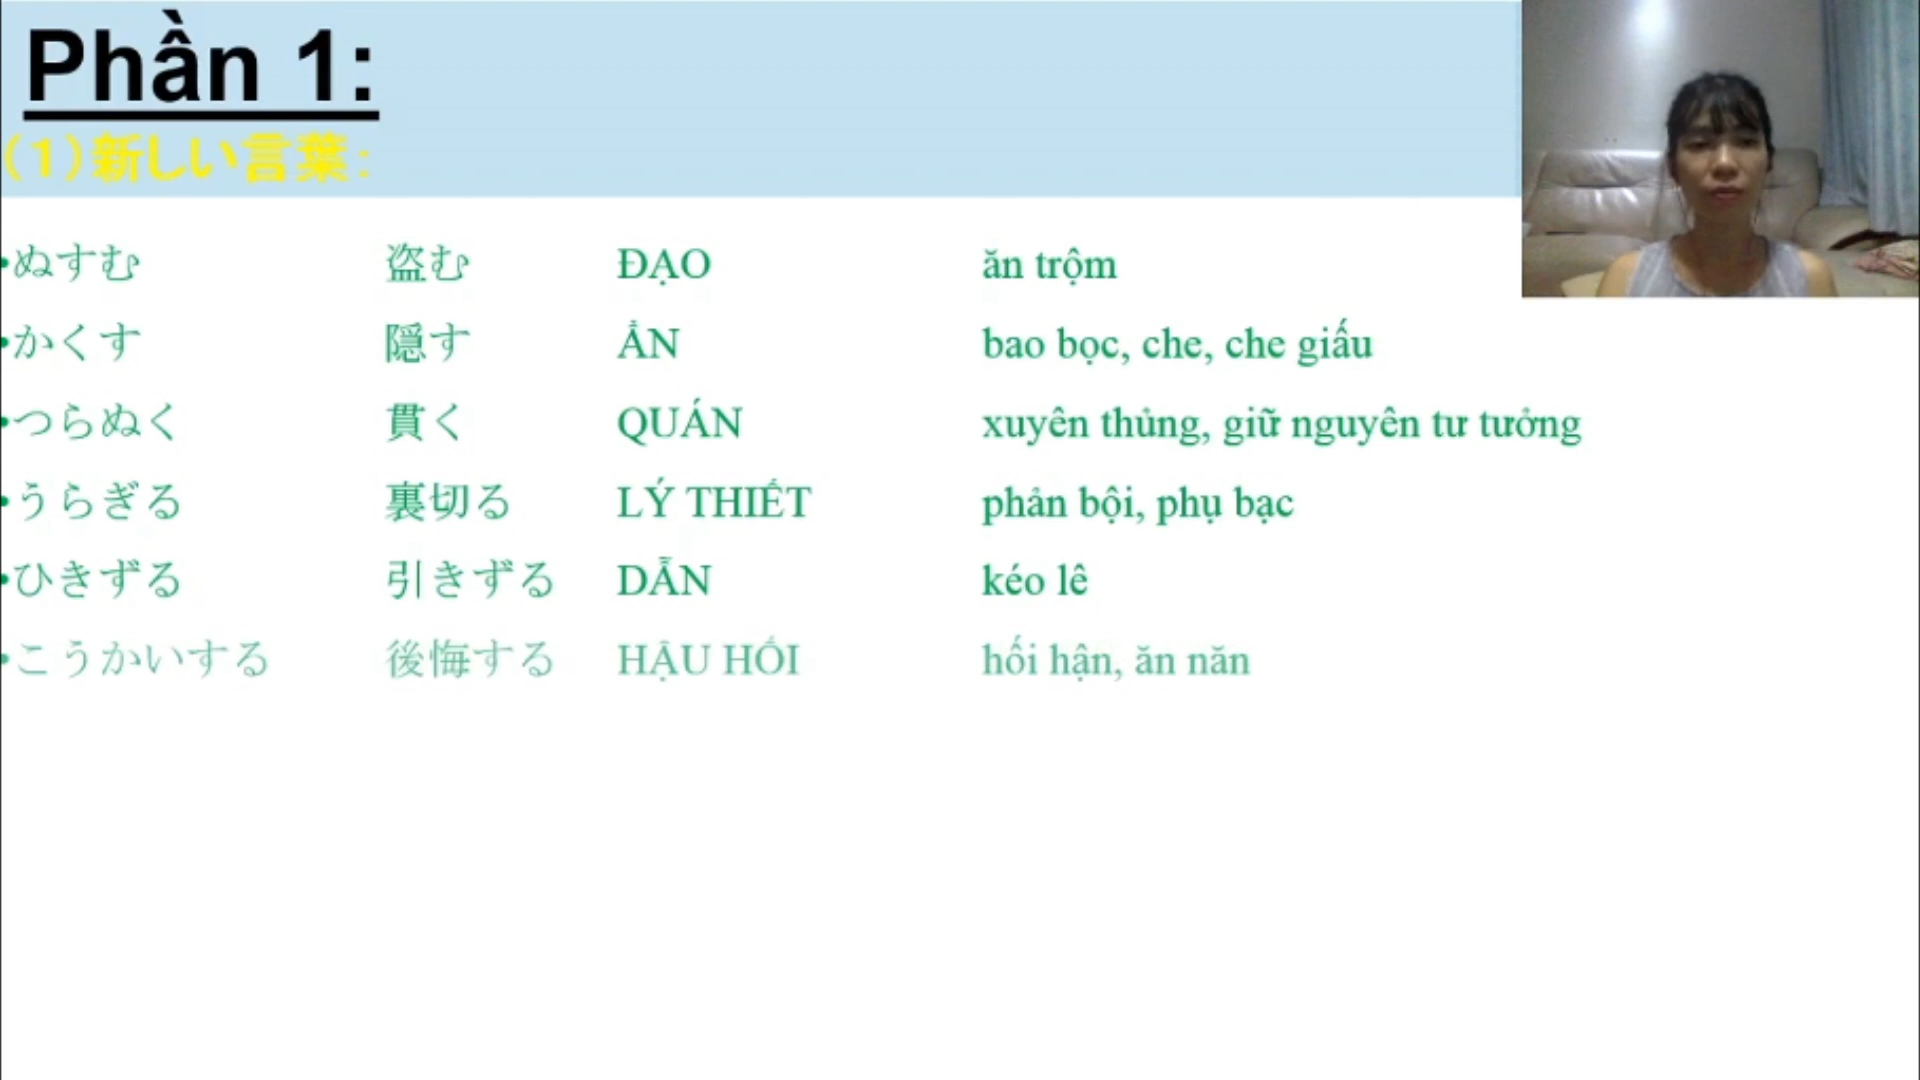 Phần 1:
(1)新しい言葉:
•ぬすむ 盗む ĐẠO ăn trộm
•かくす 隠す ẨN bao bọc, che, che giấu
•つらぬく 貫く QUÁN xuyên thủng, giữ nguyên tư tưởng
•うらぎる 裏切る LÝ THIẾT phản bội, phụ bạc
•ひきずる 引きずる DẪN kéo lê
•こうかいする 後悔する HẬU HỐI hối hận, ăn năn